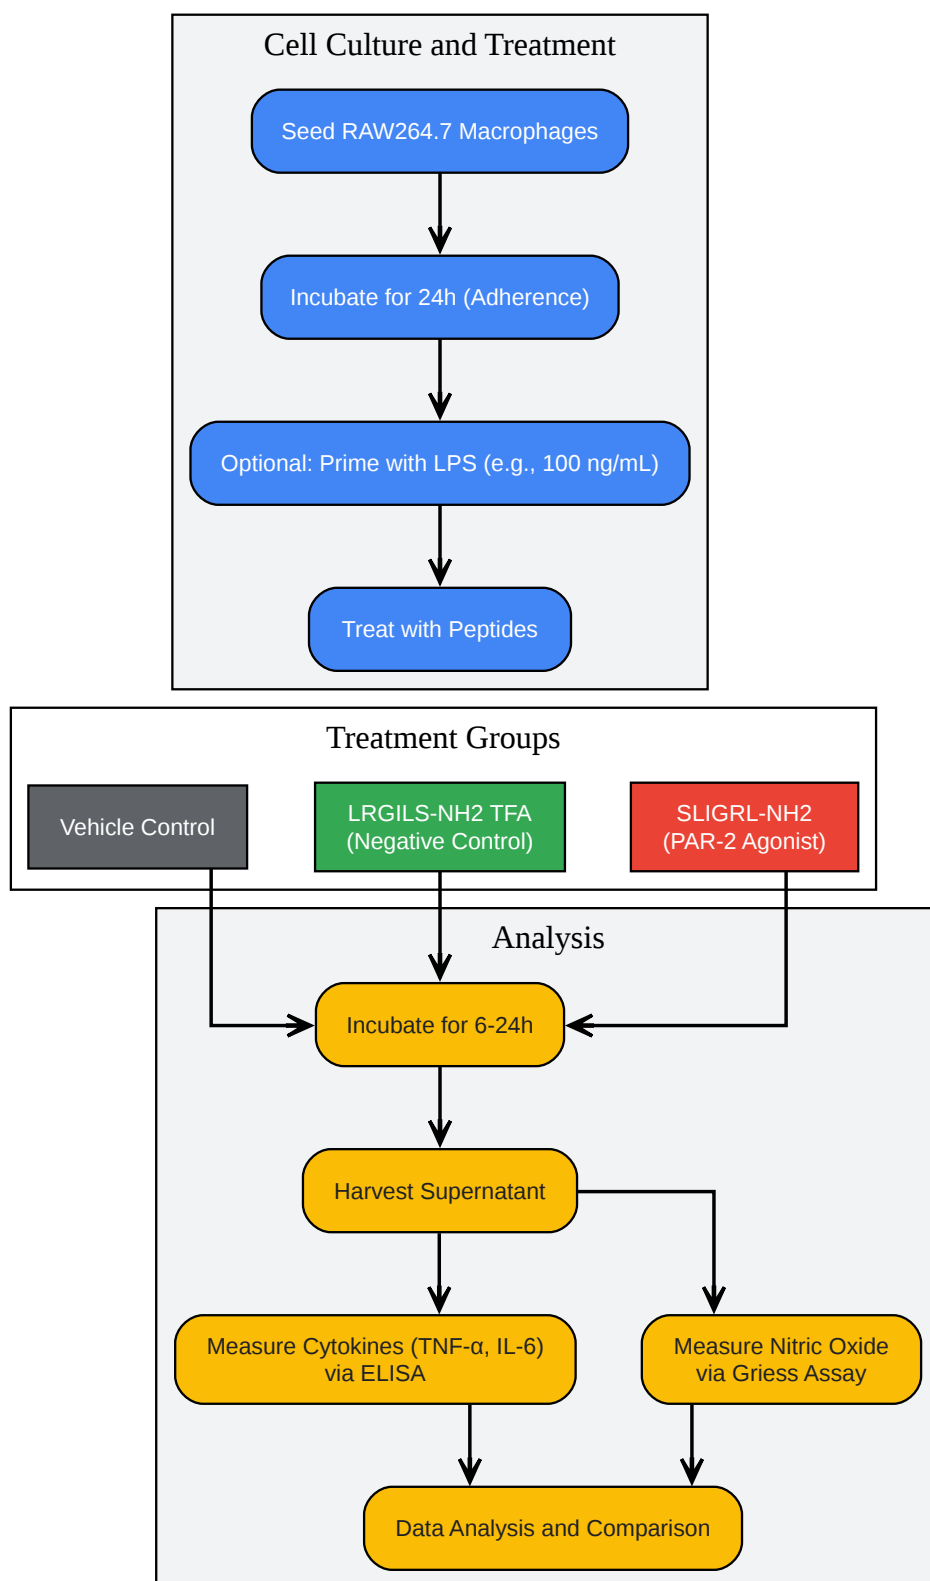 Cell Culture and Treatment
Seed RAW264.7 Macrophages
Incubate for 24h (Adherence)
Optional: Prime with LPS (e.g., 100 ng/mL)
Treat with Peptides
Treatment Groups
Vehicle Control
LRGILS-NH2 TFA
(Negative Control)
SLIGRL-NH2
(PAR-2 Agonist)
Analysis
Incubate for 6-24h
Harvest Supernatant
Measure Cytokines (TNF-α, IL-6)
via ELISA
Measure Nitric Oxide
via Griess Assay
Data Analysis and Comparison